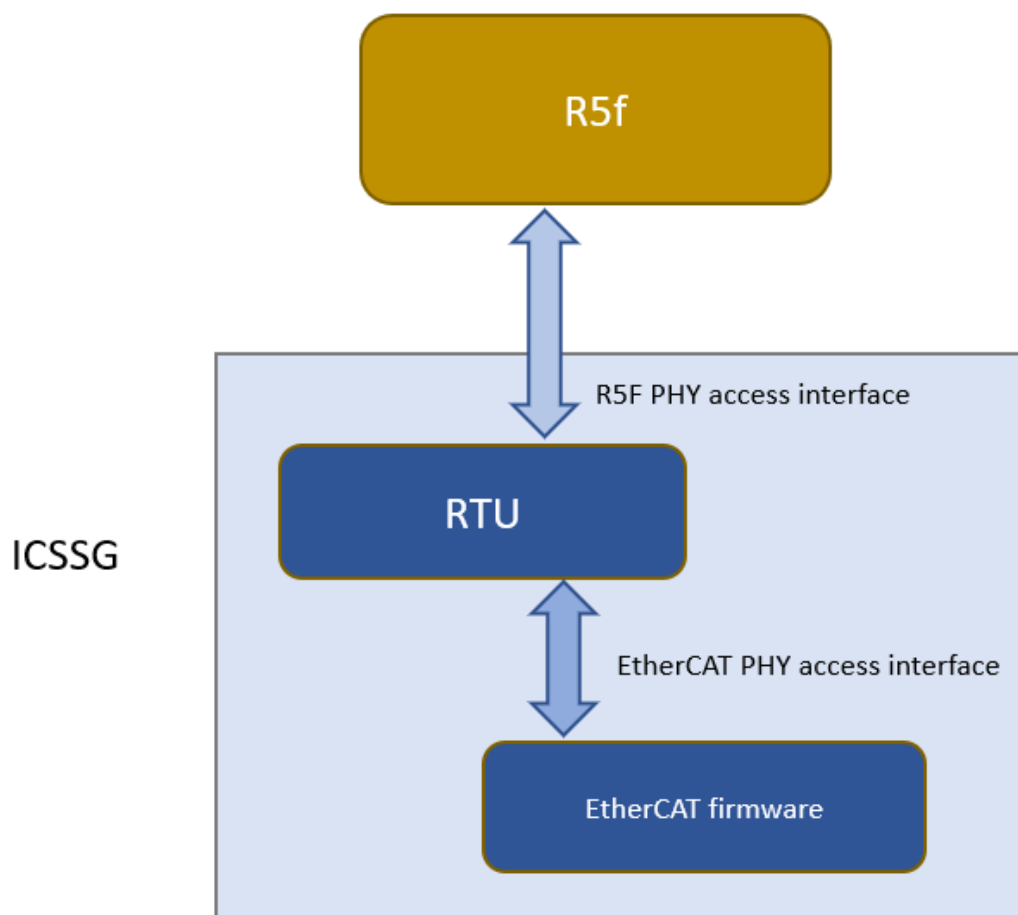 R5f
R5F PHY access interface
RTU
ICSSG
EtherCAT PHY access interface
EtherCAT firmware